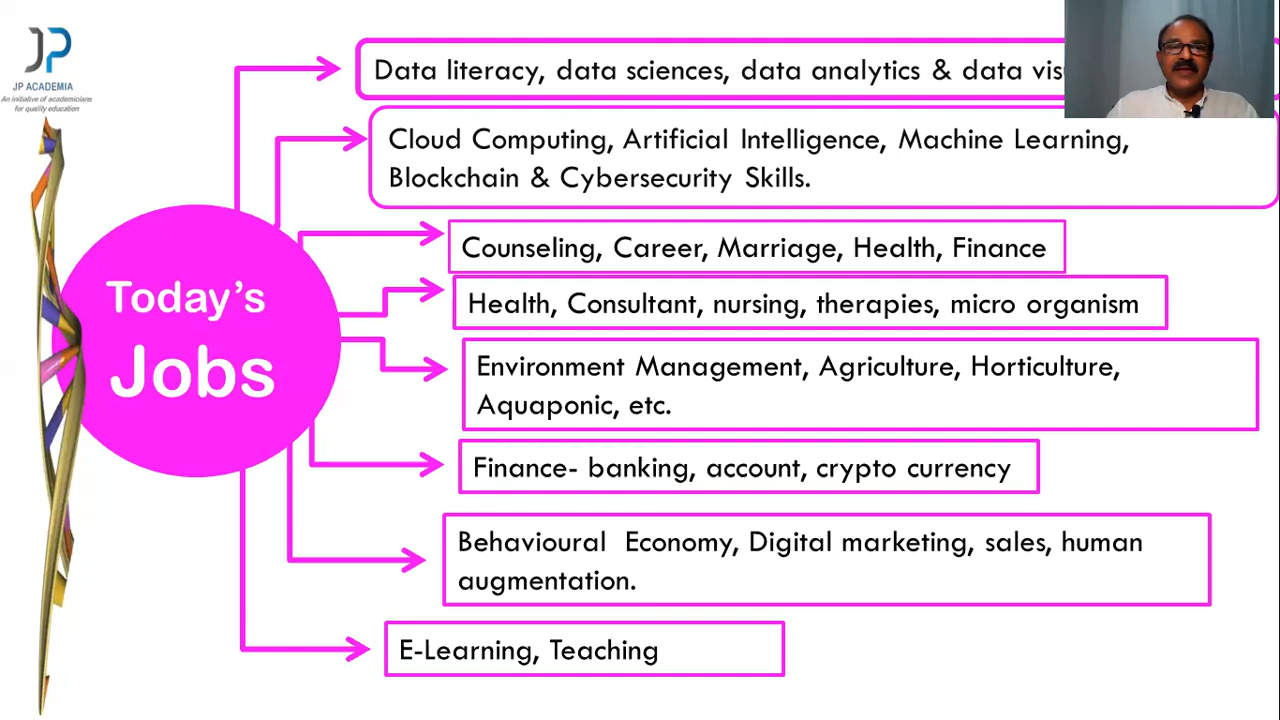 JP ACADEMIA
An initiative of academicians
for quality education
Today's
Jobs
Data literacy, data sciences, data analytics & data
Cloud Computing, Artificial Intelligence, Machine Learning,
Blockchain & Cybersecurity Skills.
Counseling, Career, Marriage, Health, Finance
Health, Consultant, nursing, therapies, micro organism
Environment Management, Agriculture, Horticulture,
Aquaponic, etc.
Finance- banking, account, crypto currency
Behavioural Economy, Digital marketing, sales, human
augmentation.
E-Learning, Teaching